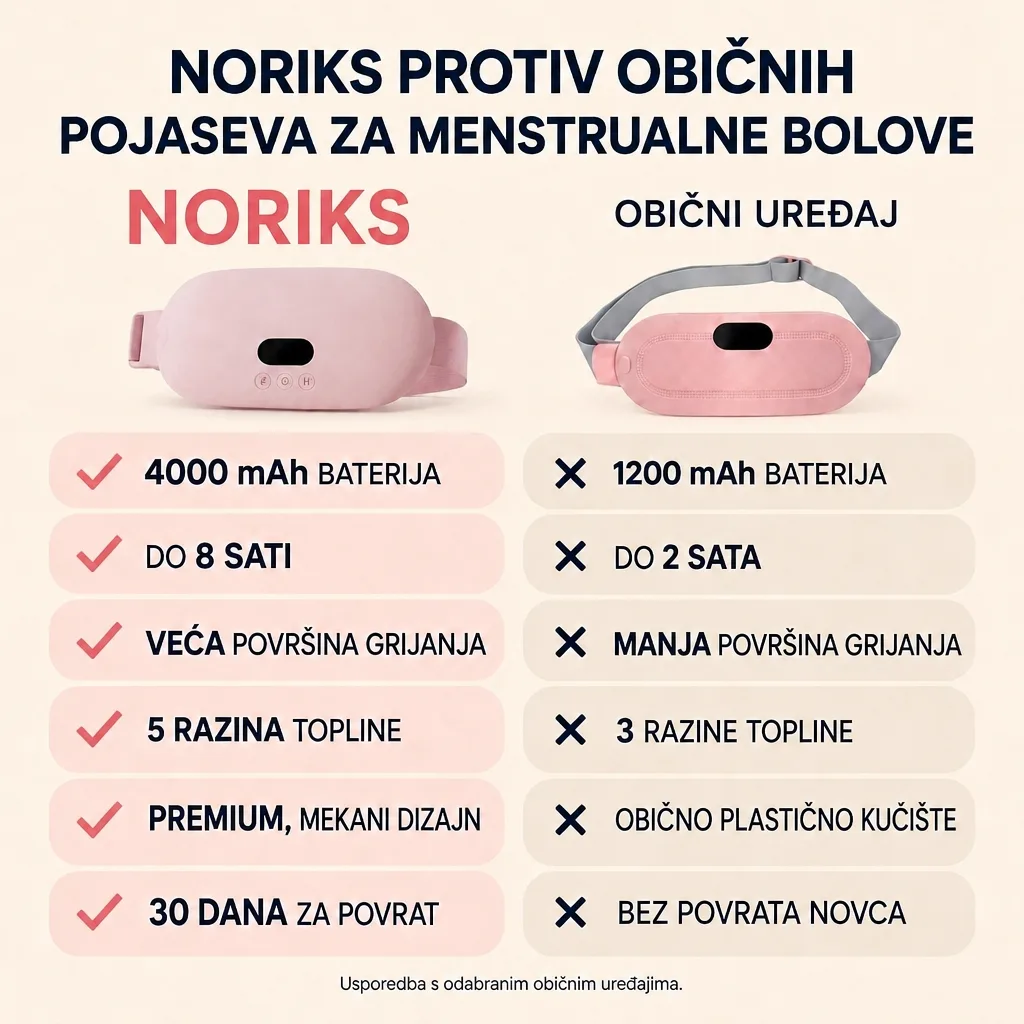 NORIKS PROTIV OBIČNIH
POJASEVA ZA MENSTRUALNE BOLOVE
NORIKS
OBIČNI UREĐAJ
4000 mAh BATERIJA
1200 mAh BATERIJA
DO 8 SATI
DO 2 SATA
VEĆA POVRŠINA GRIJANJA
MANJA POVRŠINA GRIJANJA
5 RAZINA TOPLINE
3 RAZINE TOPLINE
PREMIUM, MEKANI DIZAJN
OBIČNO PLASTIČNO KUĆIŠTE
30 DANA ZA POVRAT
BEZ POVRATA NOVCA
Usporedba s odabranim običnim uređajima.